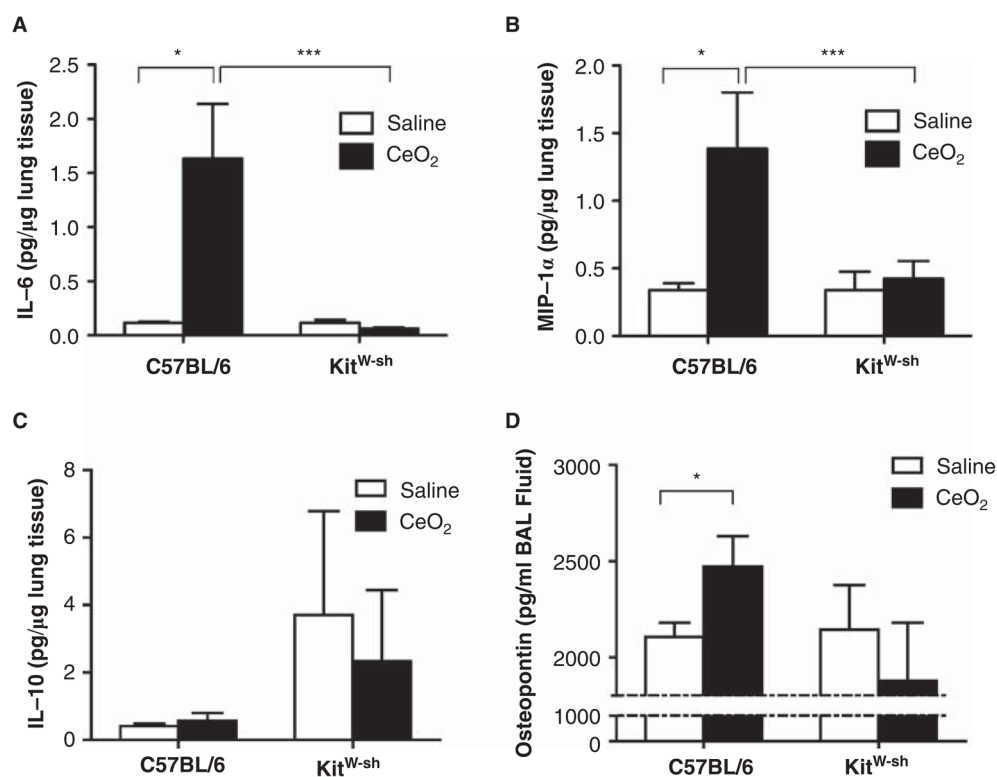 A
IL–6 (pg/μg lung tissue)
2.5
2.0
1.5
1.0
0.5
0.0
*
***
Saline
CeO₂
C57BL/6
Kitᵂ⁻ˢʰ
B
MIP–1α (pg/μg lung tissue)
2.0
1.5
1.0
0.5
0.0
*
***
Saline
CeO₂
C57BL/6
Kitᵂ⁻ˢʰ
C
IL–10 (pg/μg lung tissue)
8
6
4
2
0
Saline
CeO₂
C57BL/6
Kitᵂ⁻ˢʰ
D
Osteopontin (pg/ml BAL Fluid)
3000
2500
2000
1000
0
*
Saline
CeO₂
C57BL/6
Kitᵂ⁻ˢʰ